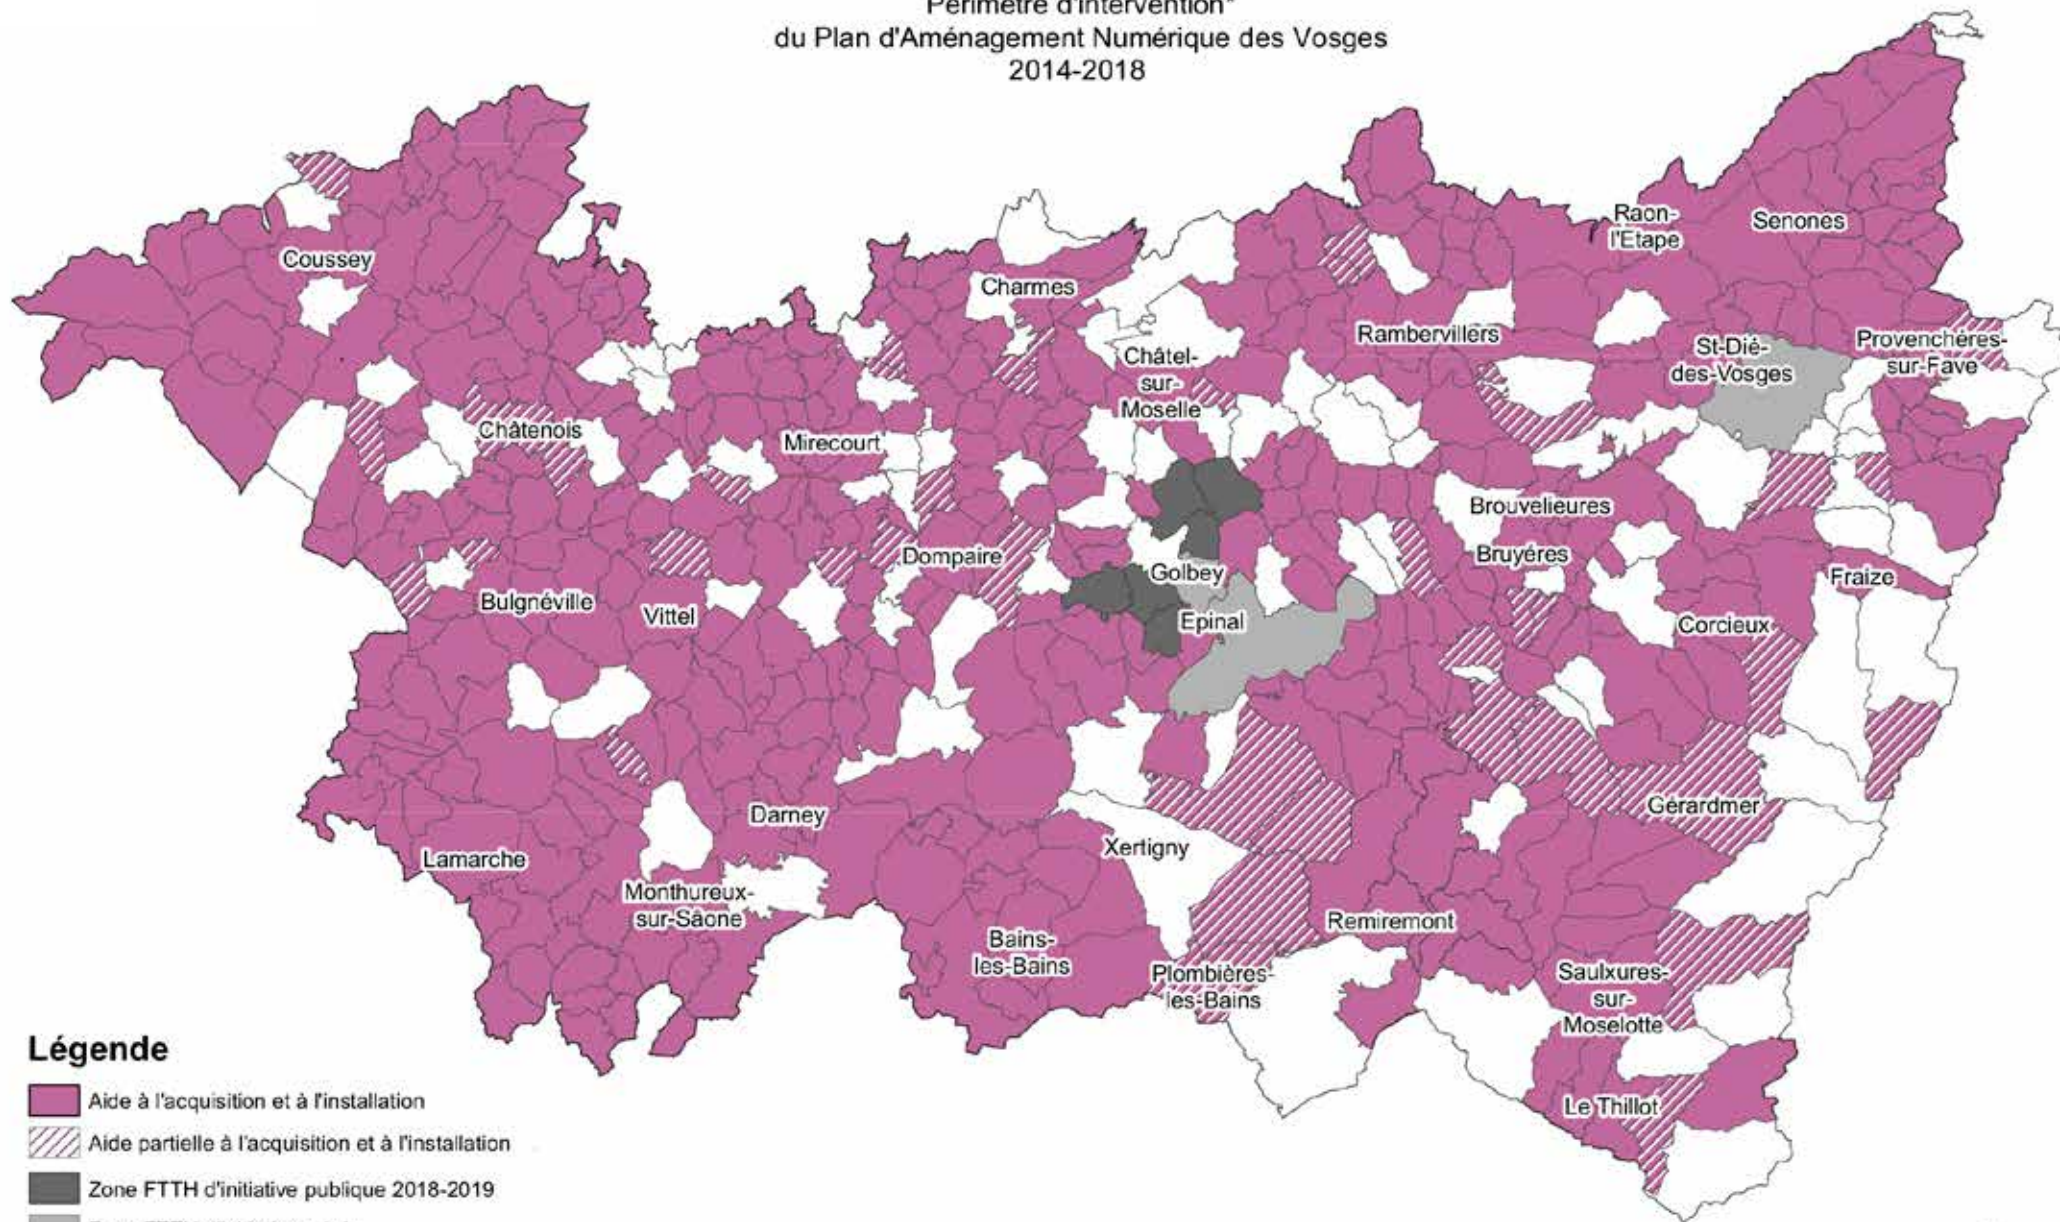 Périmètre d'intervention*
du Plan d'Aménagement Numérique des Vosges
2014-2018
Raon-
l'Etape
Senones
Coussey
Charmes
Rambervillers
Châtel-
sur-
Moselle
St-Dié-
des-Vosges
Provenchères-
sur-Fave
Châtenois
Mirecourt
Brouvelieures
Bruyéres
Dompaire
Golbey
Fraize
Bulgnéville
Vittel
Epinal
Corcieux
Gérardmer
Darney
Lamarche
Xertigny
Monthureux-
sur-Sâone
Remiremont
Bains-
les-Bains
Plombières-
les-Bains
Saulxures-
sur-
Moselotte
Le Thillot
Légende
Aide à l'acquisition et à l'installation
Aide partielle à l'acquisition et à l'installation
Zone FTTH d'initiative publique 2018-2019